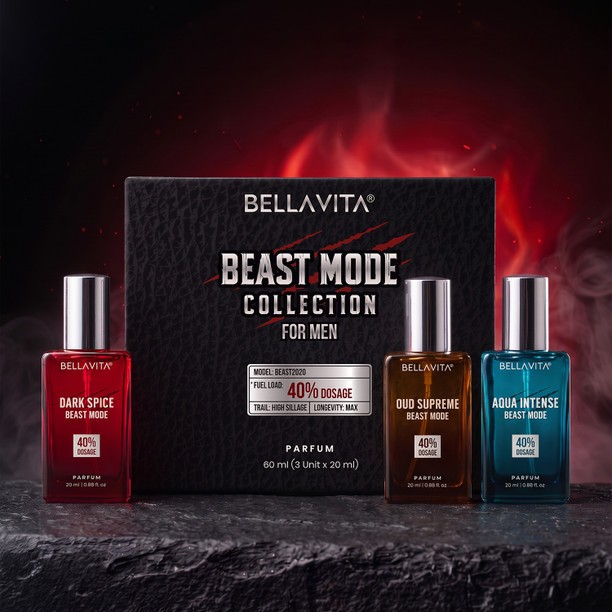 BELLAVITA®
BEAST MODE
COLLECTION
FOR MEN
MODEL: BEAST2020
*FUEL LOAD: 40% DOSAGE
TRAIL: HIGH SILLAGE | LONGEVITY: MAX
PARFUM
60 ml (3 Unit x 20 ml)
BELLAVITA®
DARK SPICE
BEAST MODE
40%
DOSAGE
PARFUM
20 ml | 0.68 fl. oz
BELLAVITA®
OUD SUPREME
BEAST MODE
40%
DOSAGE
PARFUM
20 ml | 0.68 fl. oz
BELLAVITA®
AQUA INTENSE
BEAST MODE
40%
DOSAGE
PARFUM
20 ml | 0.68 fl. oz